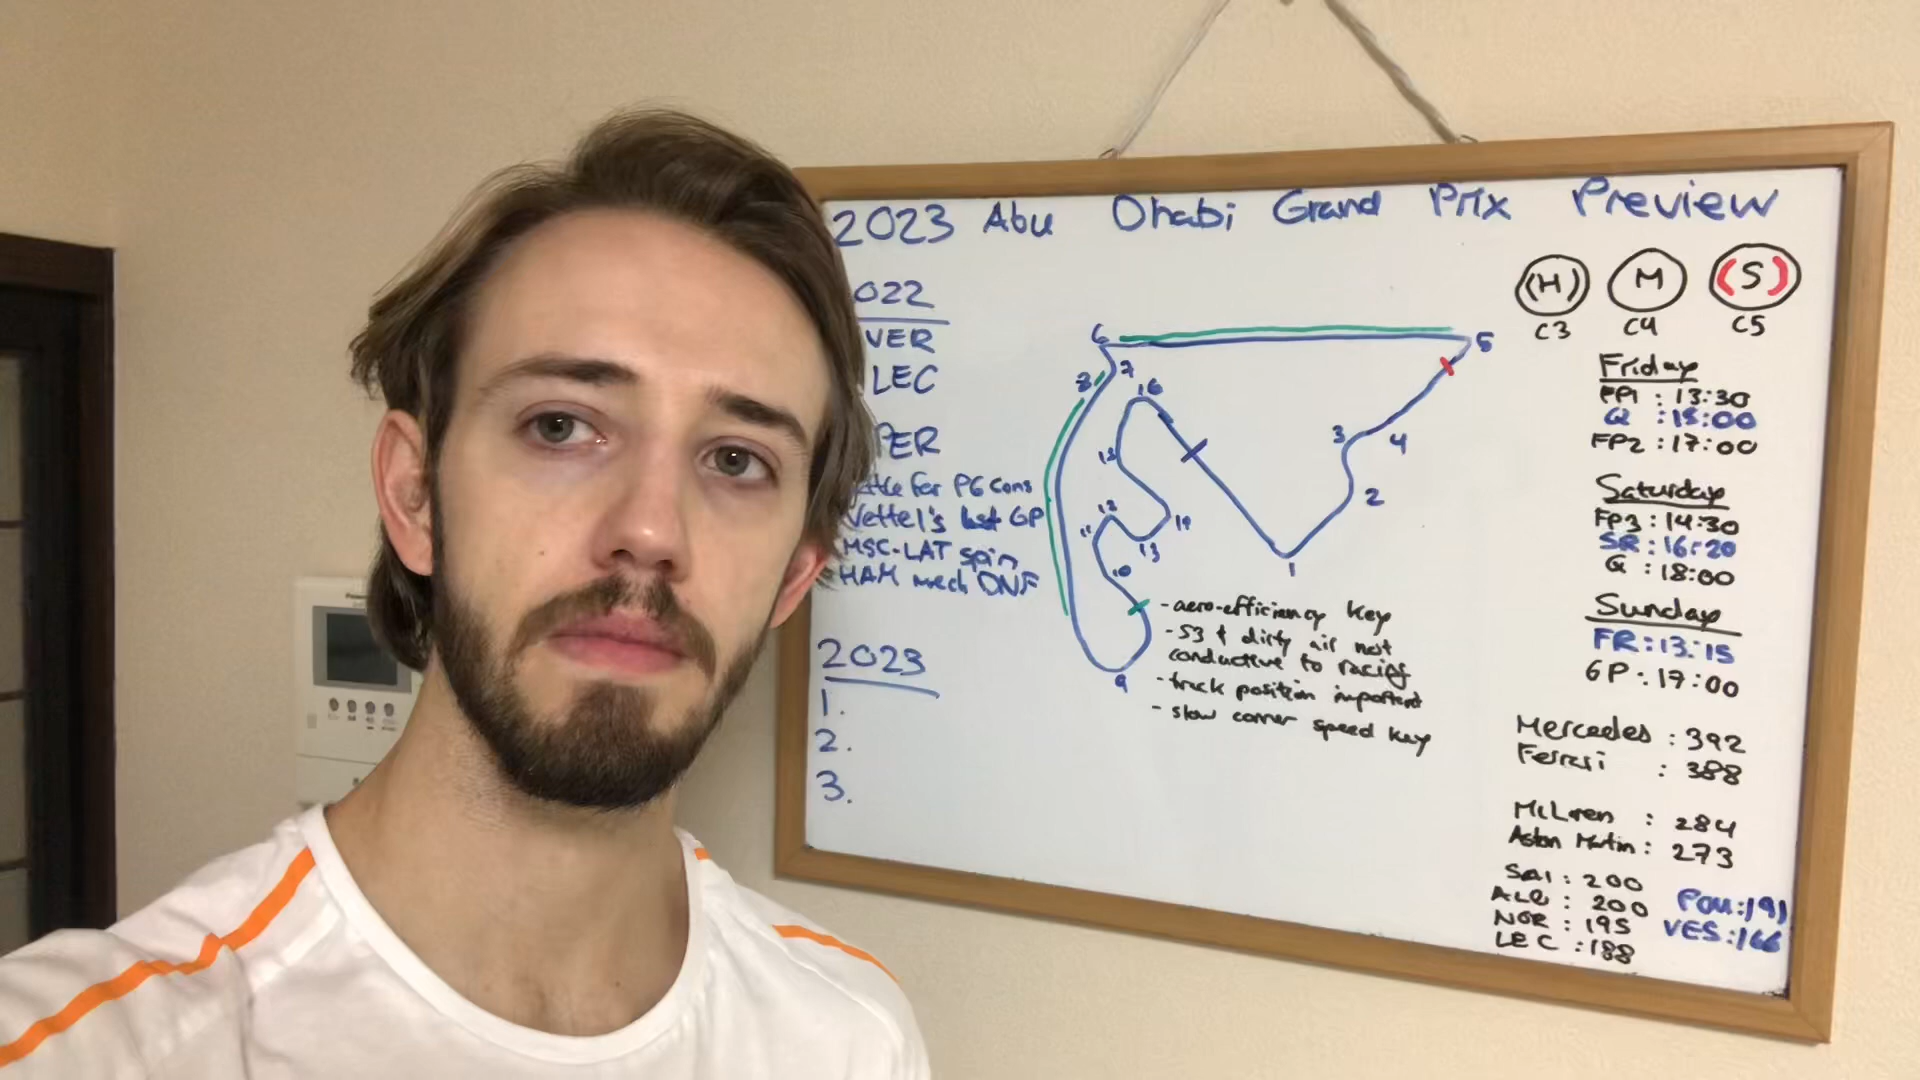 2023 Abu Dhabi Grand Prix Preview
022
VER
LEC
PER
for P6 Cons
Vettel's last GP
MSC-LAT spin
HAM mech DNF
2023
1.
2.
3.
6
5
7
8
16
3
4
15
2
12
14
11
13
1
10
9
- aero-efficiency key
- S3 & dirty air not
conductive to racing
- track position important
- slow corner speed key
(H) M (S)
C3 C4 C5
Friday
FP1 : 13:30
Q : 15:00
FP2 : 17:00
Saturday
FP3 : 14:30
SR : 16:20
Q : 18:00
Sunday
FR : 13:15
GP : 17:00
Mercedes : 392
Ferrari : 388
McLaren : 284
Aston Martin : 273
SAI : 200
ALO : 200
NOR : 195
LEC : 188
POU : 191
VES : 166